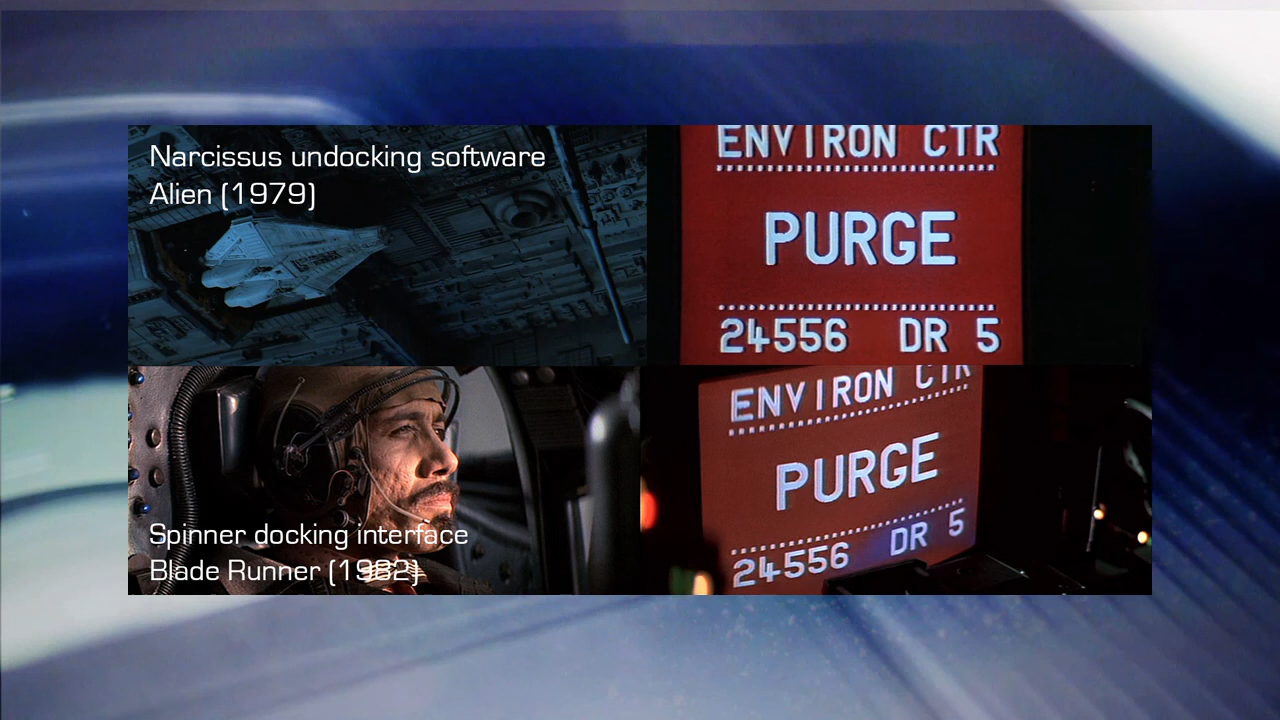 Narcissus undocking software
Alien (1979)
ENVIRON CTR
PURGE
24556 DR 5
Spinner docking interface
Blade Runner (1982)
ENVIRON CTR
PURGE
24556 DR 5